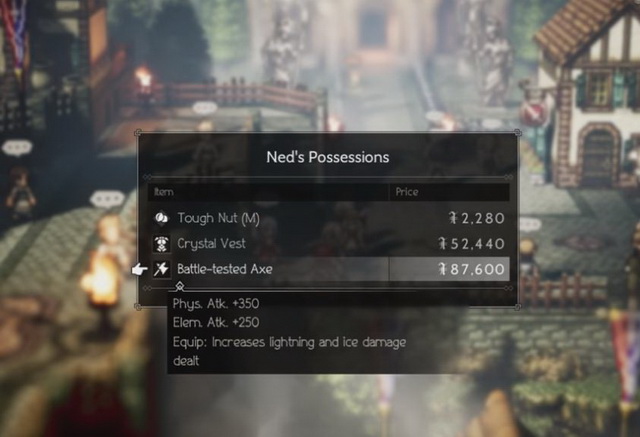 Ned's Possessions
Item Price
Tough Nut (M) 2,280
Crystal Vest 52,440
Battle-tested Axe 87,600
Phys. Atk. +350
Elem. Atk. +250
Equip: Increases lightning and ice damage
dealt